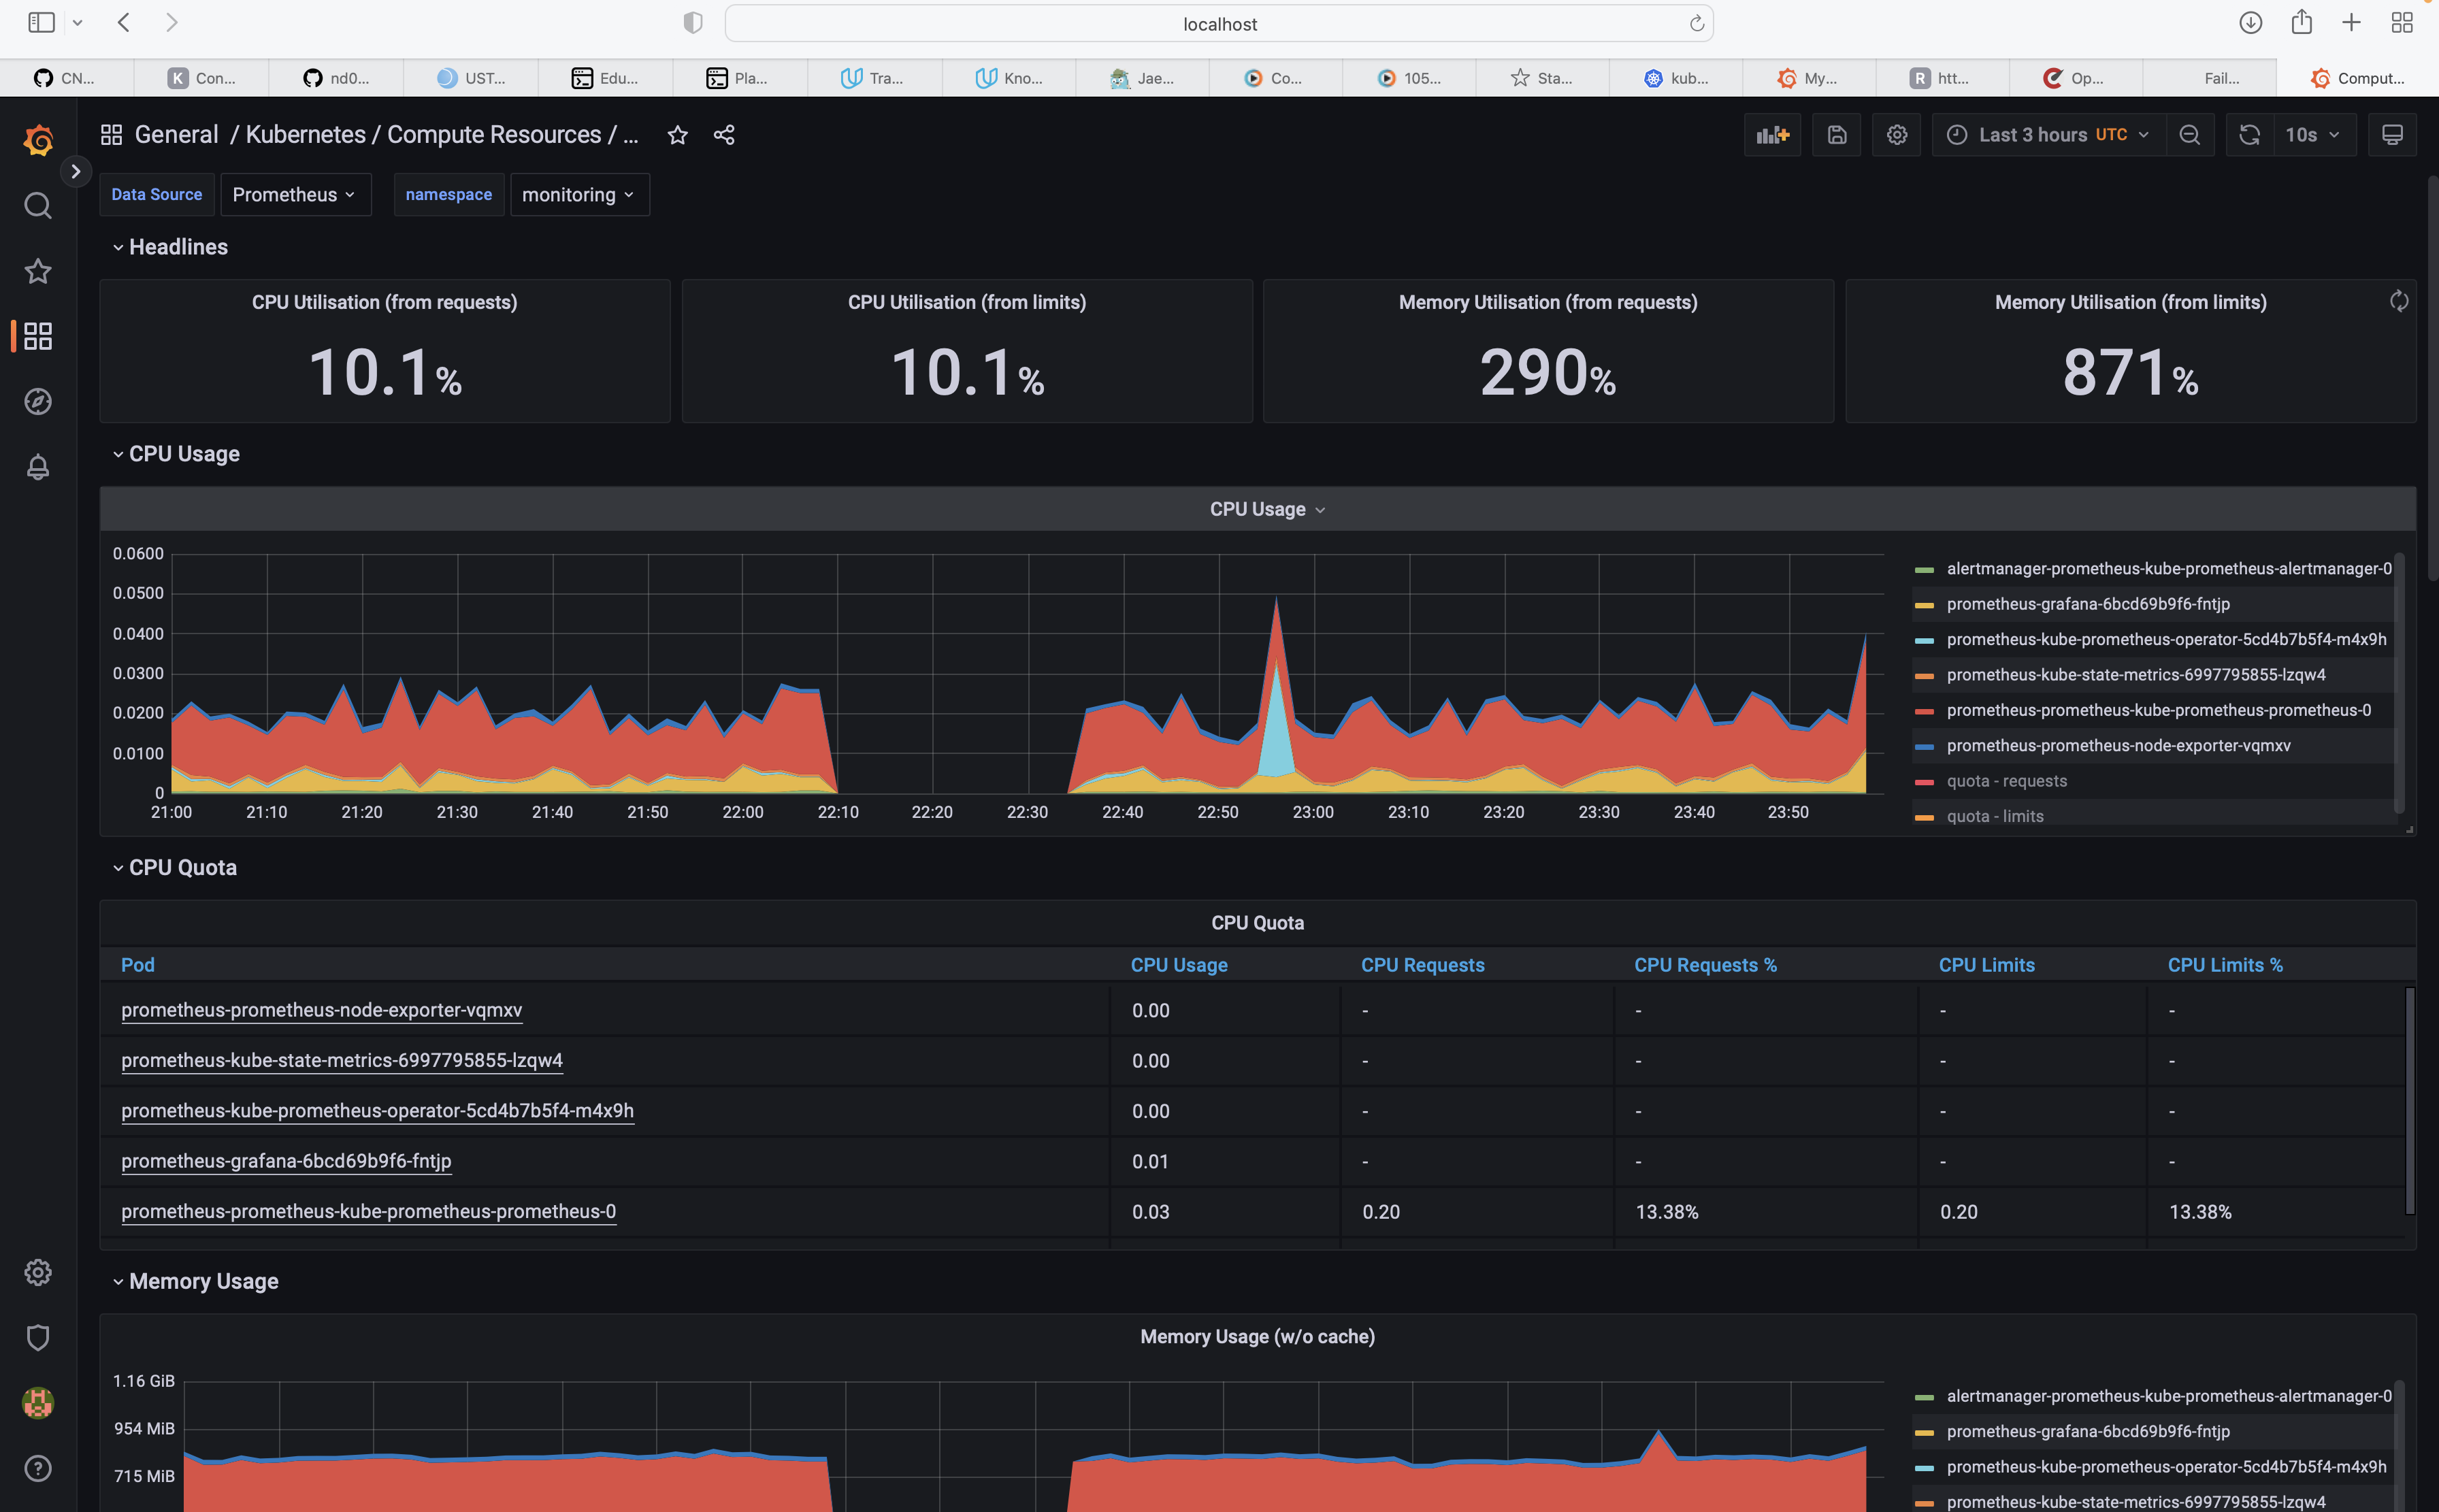 localhost
CN...
Con...
nd0...
UST...
Edu...
Pla...
Tra...
Kno...
Jae...
Co...
105...
Sta...
kub...
My...
R htt...
Op...
Fail...
Comput...
General / Kubernetes / Compute Resources / ...
Last 3 hours UTC
10s
Data Source Prometheus namespace monitoring
Headlines
CPU Utilisation (from requests)
10.1%
CPU Utilisation (from limits)
10.1%
Memory Utilisation (from requests)
290%
Memory Utilisation (from limits)
871%
CPU Usage
CPU Usage
0.0600
0.0500
0.0400
0.0300
0.0200
0.0100
0
21:00 21:10 21:20 21:30 21:40 21:50 22:00 22:10 22:20 22:30 22:40 22:50 23:00 23:10 23:20 23:30 23:40 23:50
alertmanager-prometheus-kube-prometheus-alertmanager-0
prometheus-grafana-6bcd69b9f6-fntjp
prometheus-kube-prometheus-operator-5cd4b7b5f4-m4x9h
prometheus-kube-state-metrics-6997795855-lzqw4
prometheus-prometheus-kube-prometheus-prometheus-0
prometheus-prometheus-node-exporter-vqmxv
quota - requests
quota - limits
CPU Quota
CPU Quota
Pod CPU Usage CPU Requests CPU Requests % CPU Limits CPU Limits %
prometheus-prometheus-node-exporter-vqmxv 0.00 - - - -
prometheus-kube-state-metrics-6997795855-lzqw4 0.00 - - - -
prometheus-kube-prometheus-operator-5cd4b7b5f4-m4x9h 0.00 - - - -
prometheus-grafana-6bcd69b9f6-fntjp 0.01 - - - -
prometheus-prometheus-kube-prometheus-prometheus-0 0.03 0.20 13.38% 0.20 13.38%
Memory Usage
Memory Usage (w/o cache)
1.16 GiB
954 MiB
715 MiB
alertmanager-prometheus-kube-prometheus-alertmanager-0
prometheus-grafana-6bcd69b9f6-fntjp
prometheus-kube-prometheus-operator-5cd4b7b5f4-m4x9h
prometheus-kube-state-metrics-6997795855-lzqw4